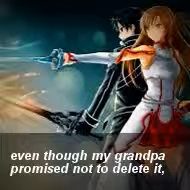 even though my grandpa
promised not to delete it,